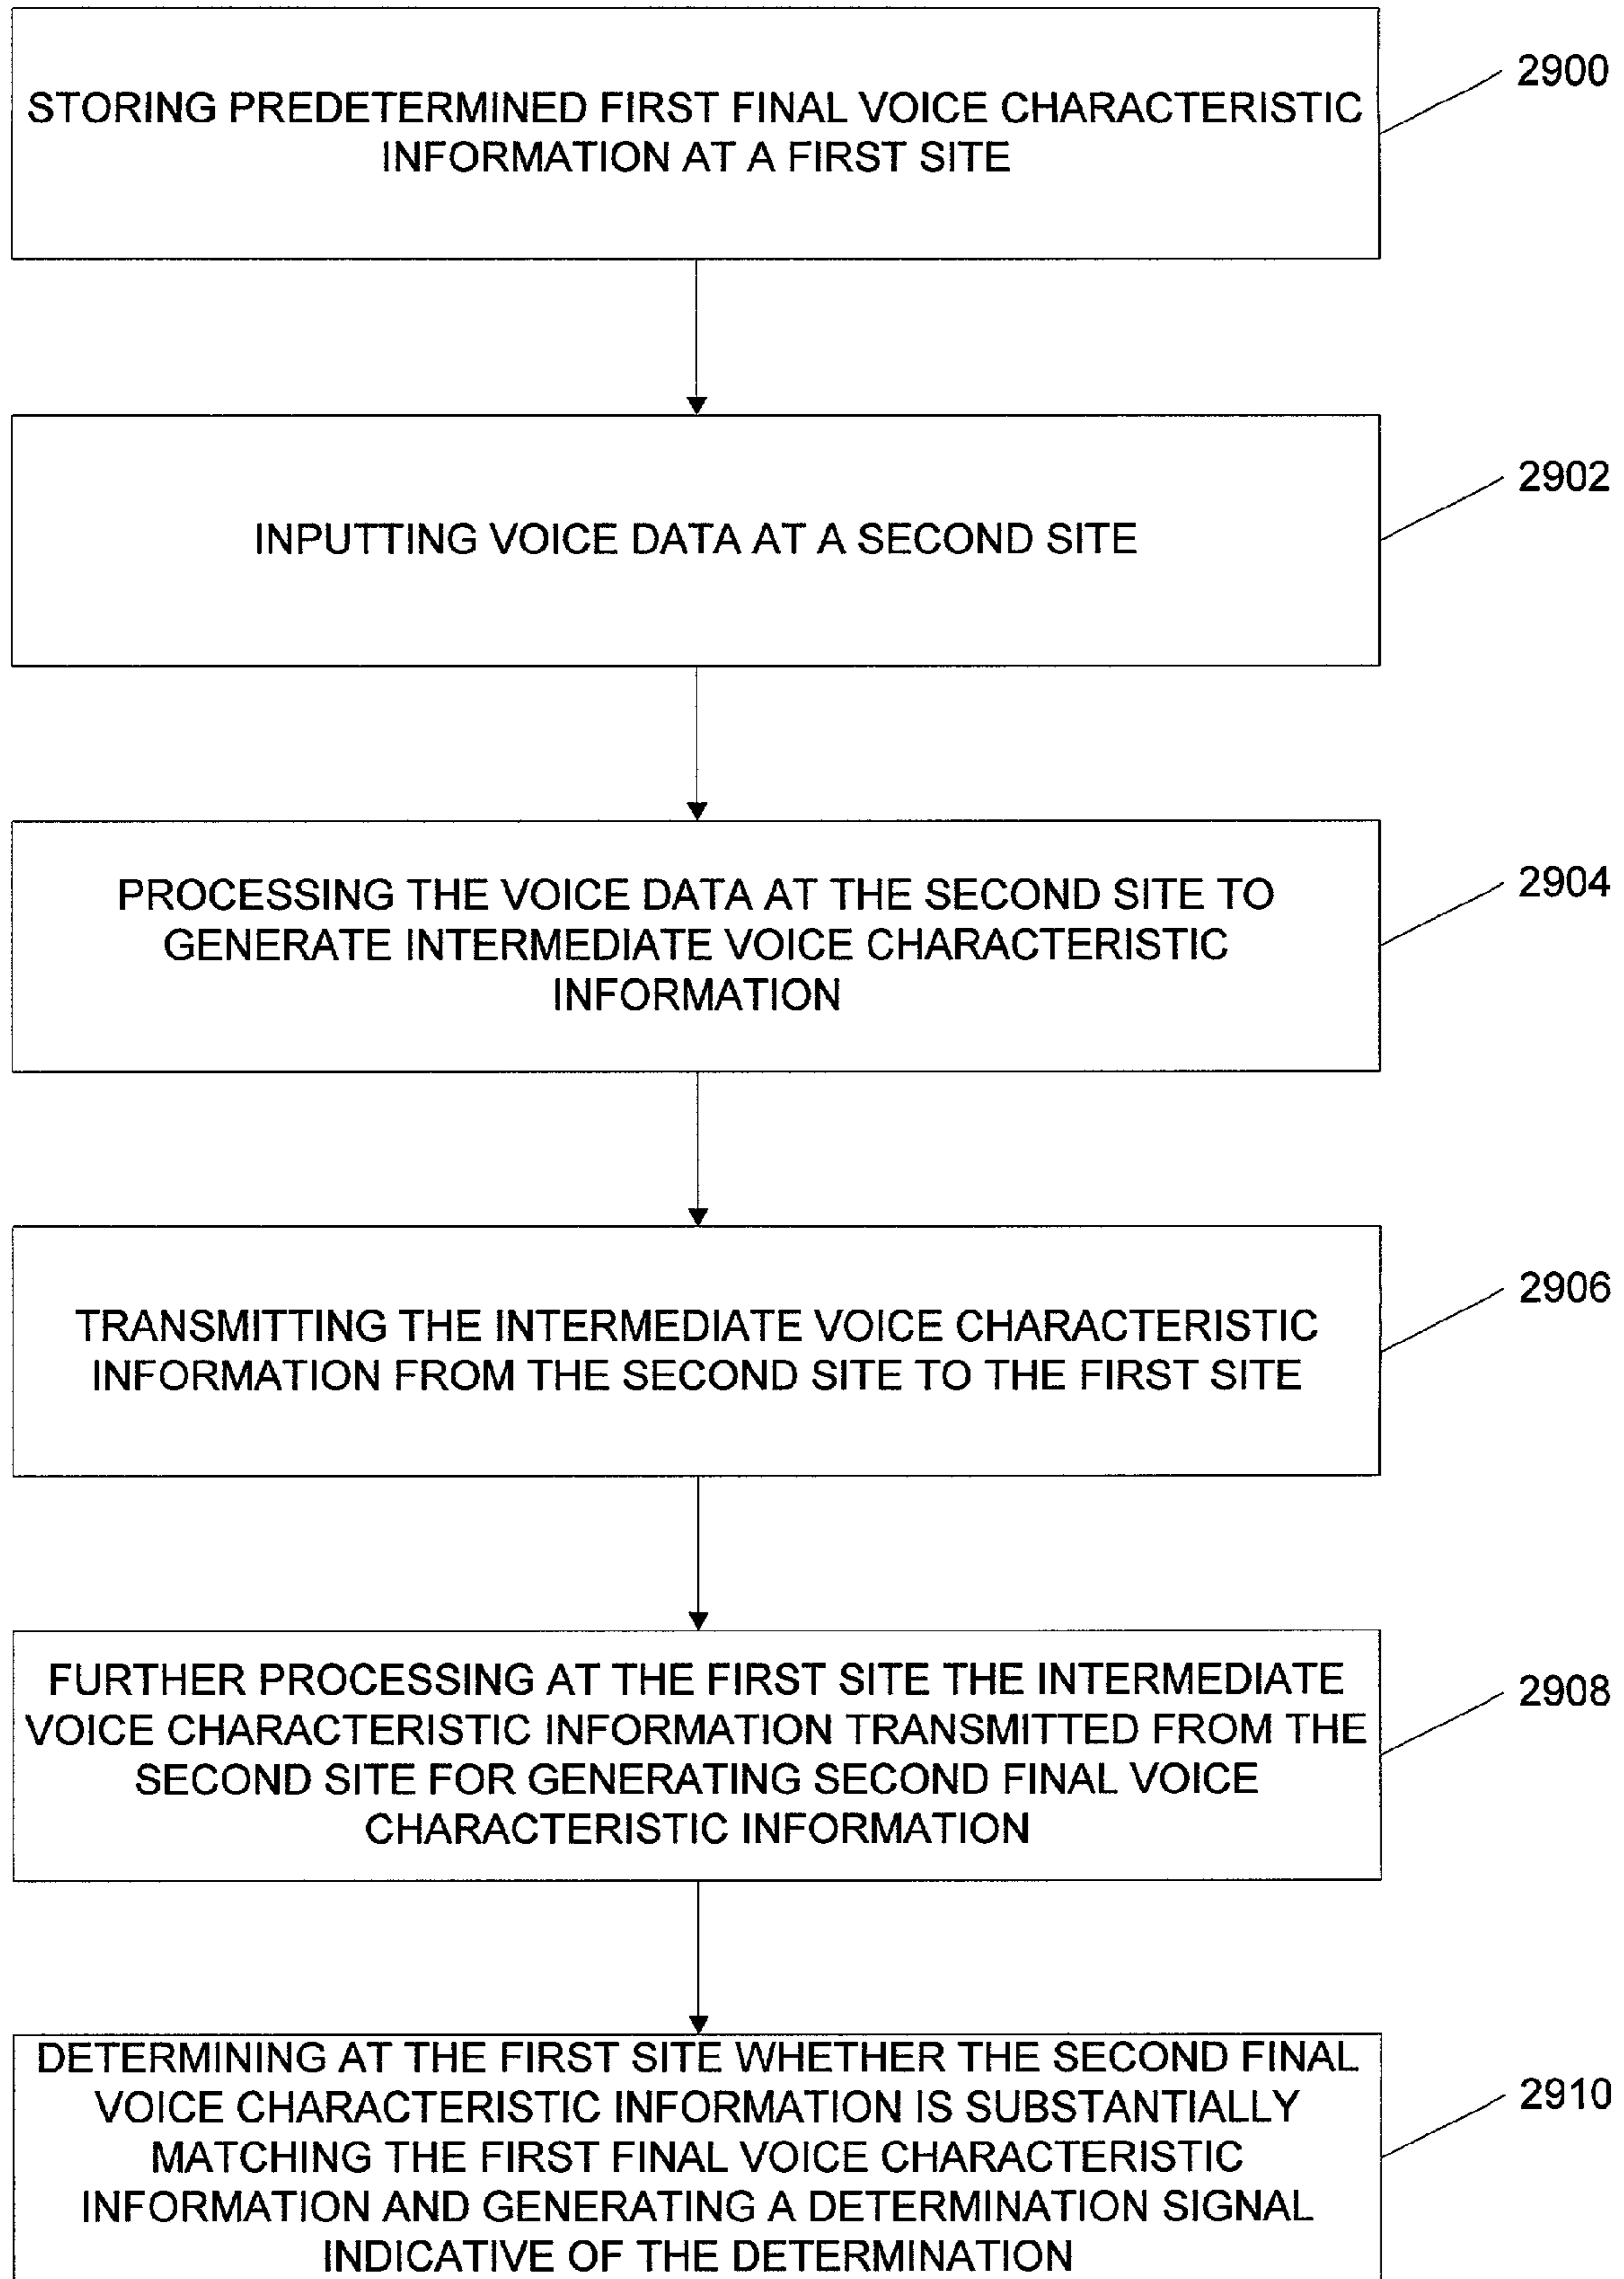 STORING PREDETERMINED FIRST FINAL VOICE CHARACTERISTIC
INFORMATION AT A FIRST SITE
2900
INPUTTING VOICE DATA AT A SECOND SITE
2902
PROCESSING THE VOICE DATA AT THE SECOND SITE TO
GENERATE INTERMEDIATE VOICE CHARACTERISTIC
INFORMATION
2904
TRANSMITTING THE INTERMEDIATE VOICE CHARACTERISTIC
INFORMATION FROM THE SECOND SITE TO THE FIRST SITE
2906
FURTHER PROCESSING AT THE FIRST SITE THE INTERMEDIATE
VOICE CHARACTERISTIC INFORMATION TRANSMITTED FROM THE
SECOND SITE FOR GENERATING SECOND FINAL VOICE
CHARACTERISTIC INFORMATION
2908
DETERMINING AT THE FIRST SITE WHETHER THE SECOND FINAL
VOICE CHARACTERISTIC INFORMATION IS SUBSTANTIALLY
MATCHING THE FIRST FINAL VOICE CHARACTERISTIC
INFORMATION AND GENERATING A DETERMINATION SIGNAL
INDICATIVE OF THE DETERMINATION
2910